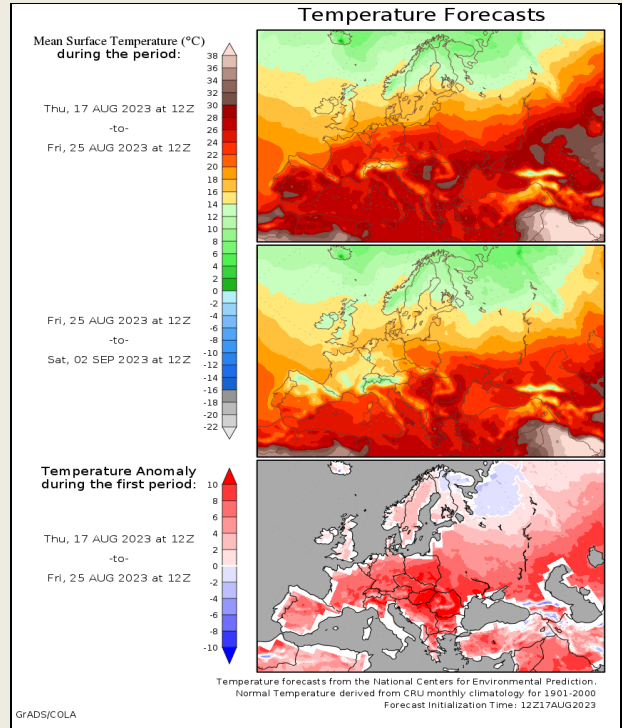 Temperature Forecasts
Mean Surface Temperature (°C)
during the period:
Thu, 17 AUG 2023 at 12Z
-to-
Fri, 25 AUG 2023 at 12Z
38
36
34
32
30
28
26
24
22
20
18
16
14
12
10
8
6
4
2
0
-2
-4
-6
-8
-10
-12
-14
-16
-18
-20
-22
Fri, 25 AUG 2023 at 12Z
-to-
Sat, 02 SEP 2023 at 12Z
Temperature Anomaly
during the first period:
Thu, 17 AUG 2023 at 12Z
-to-
Fri, 25 AUG 2023 at 12Z
10
8
6
4
2
0
-2
-4
-6
-8
-10
Temperature forecasts from the National Centers for Environmental Prediction.
Normal Temperature derived from CRU monthly climatology for 1901-2000
Forecast Initialization Time: 12Z17AUG2023
GrADS/COLA